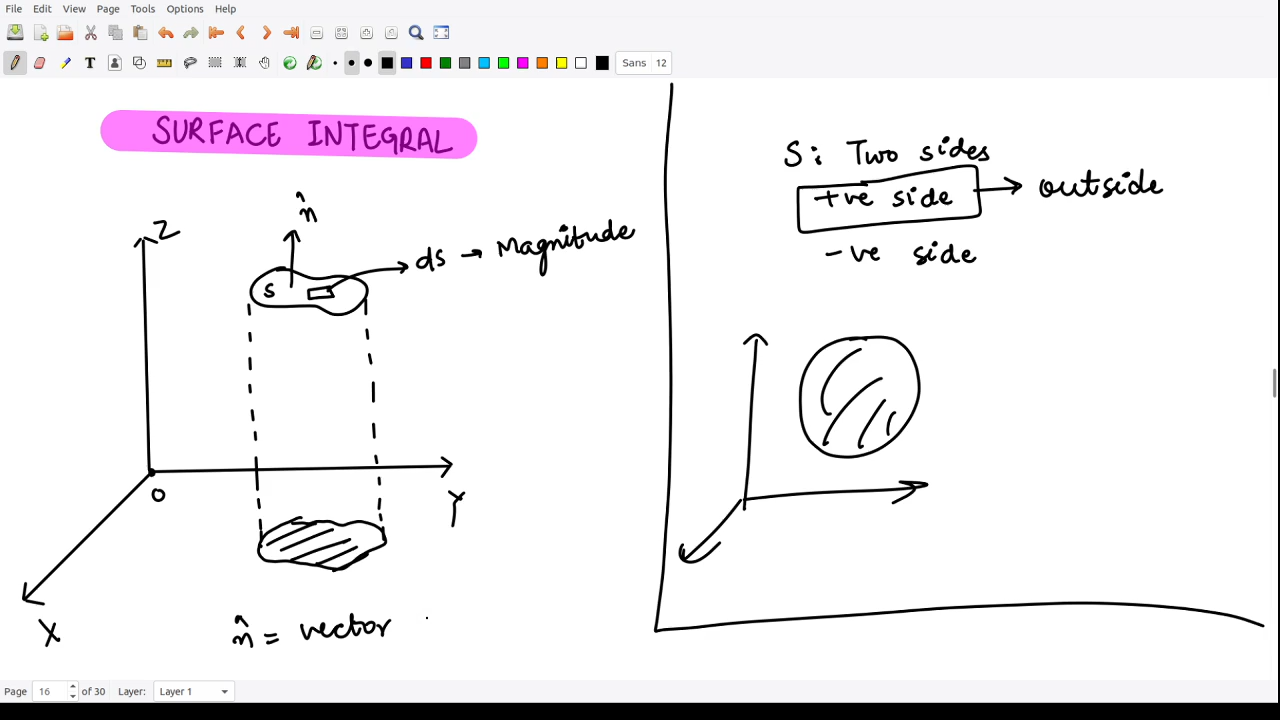 File Edit View Page Tools Options Help
T Sans 12
SURFACE INTEGRAL
n̂
Z
S
ds → Magnitude
O
Y
X
n̂ = vector
S: Two sides
+ve side → outside
-ve side
Page 16 of 30 Layer: Layer 1